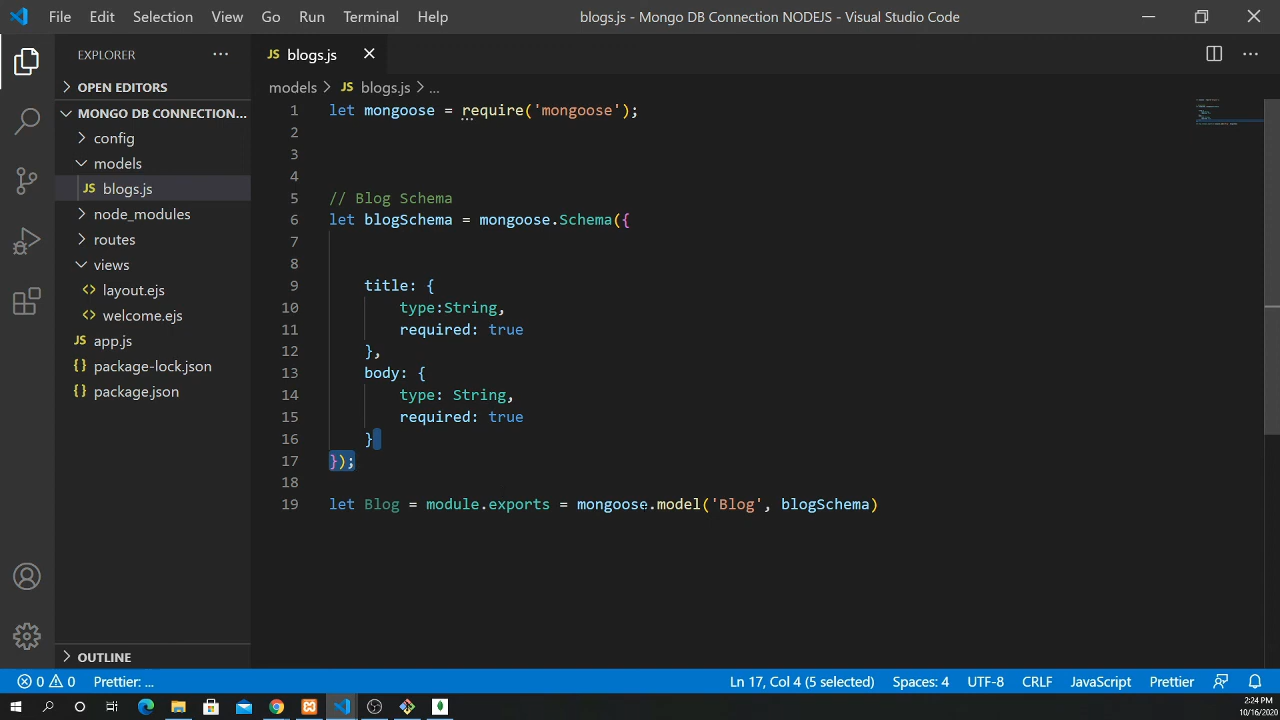 File Edit Selection View Go Run Terminal Help blogs.js - Mongo DB Connection NODEJS - Visual Studio Code
EXPLORER
OPEN EDITORS
MONGO DB CONNECTION...
config
models
JS blogs.js
node_modules
routes
views
<> layout.ejs
<> welcome.ejs
JS app.js
{} package-lock.json
{} package.json
OUTLINE
JS blogs.js
models > JS blogs.js > ...
1 let mongoose = require('mongoose');
2
3
4
5 // Blog Schema
6 let blogSchema = mongoose.Schema({
7
8
9 title: {
10 type:String,
11 required: true
12 },
13 body: {
14 type: String,
15 required: true
16 }
17 });
18
19 let Blog = module.exports = mongoose.model('Blog', blogSchema)
0 0 Prettier: ... Ln 17, Col 4 (5 selected) Spaces: 4 UTF-8 CRLF JavaScript Prettier
2:24 PM
10/16/2020